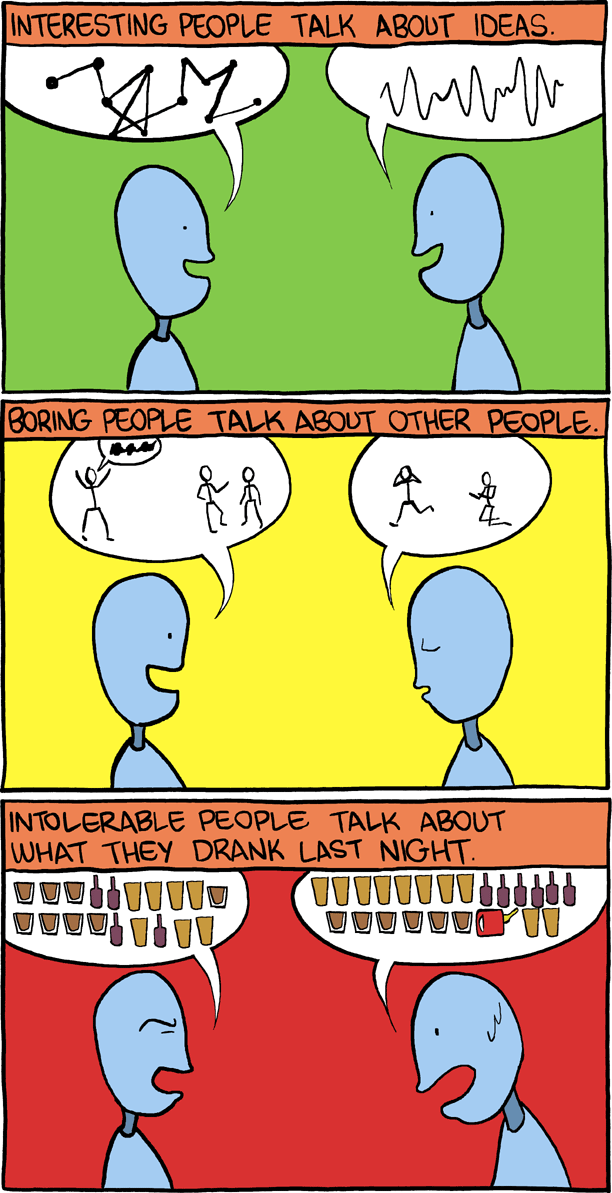 INTERESTING PEOPLE TALK ABOUT IDEAS.
BORING PEOPLE TALK ABOUT OTHER PEOPLE.
INTOLERABLE PEOPLE TALK ABOUT
WHAT THEY DRANK LAST NIGHT.